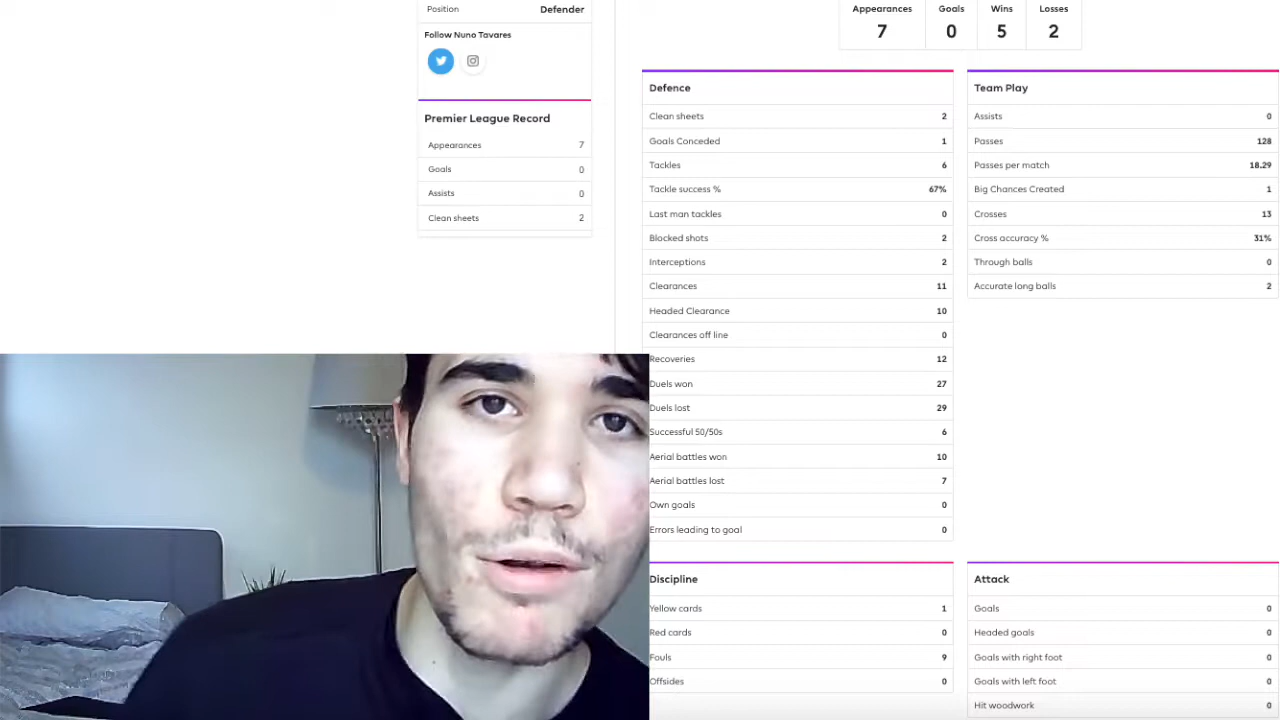 Position Defender
Follow Nuno Tavares
Premier League Record
Appearances 7
Goals 0
Assists 0
Clean sheets 2
Appearances Goals Wins Losses
7 0 5 2
Defence
Clean sheets 2
Goals Conceded 1
Tackles 6
Tackle success % 67%
Last man tackles 0
Blocked shots 2
Interceptions 2
Clearances 11
Headed Clearance 10
Clearances off line 0
Recoveries 12
Duels won 27
Duels lost 29
Successful 50/50s 6
Aerial battles won 10
Aerial battles lost 7
Own goals 0
Errors leading to goal 0
Team Play
Assists 0
Passes 128
Passes per match 18.29
Big Chances Created 1
Crosses 13
Cross accuracy % 31%
Through balls 0
Accurate long balls 2
Discipline
Yellow cards 1
Red cards 0
Fouls 9
Offsides 0
Attack
Goals 0
Headed goals 0
Goals with right foot 0
Goals with left foot 0
Hit woodwork 0